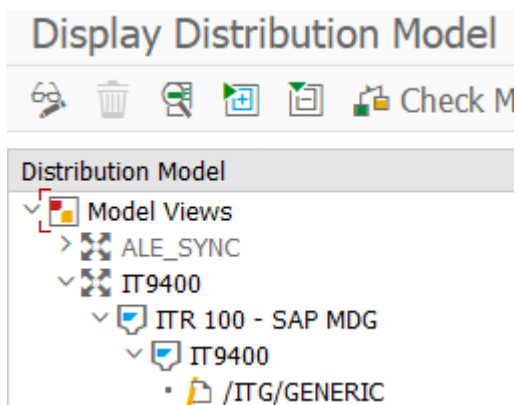 Display Distribution Model
Check M
Distribution Model
Model Views
ALE_SYNC
IT9400
ITR 100 - SAP MDG
IT9400
/ITG/GENERIC